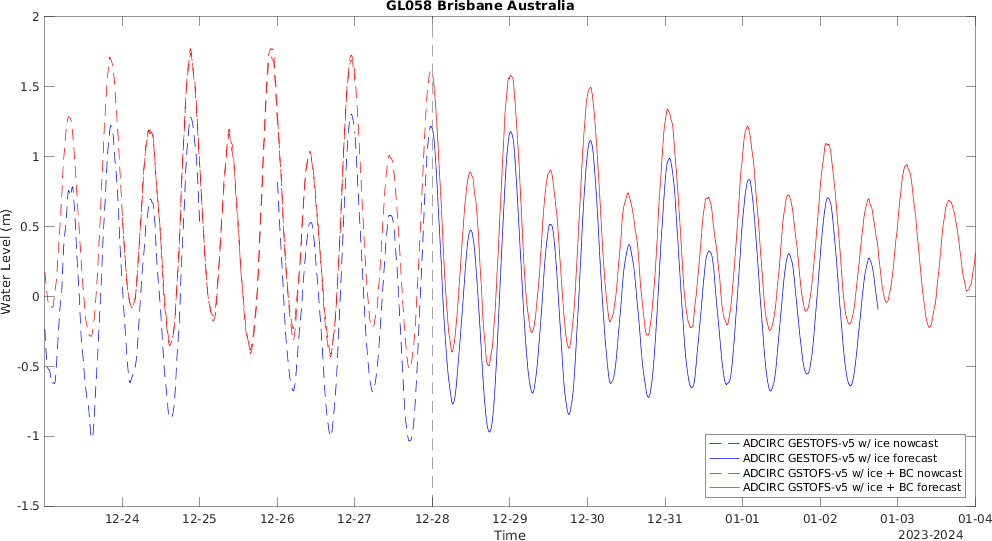 GL058 Brisbane Australia
2
1.5
1
0.5
0
-0.5
-1
-1.5
Water Level (m)
ADCIRC GESTOFS-v5 w/ ice nowcast
ADCIRC GESTOFS-v5 w/ ice forecast
ADCIRC GSTOFS-v5 w/ ice + BC nowcast
ADCIRC GSTOFS-v5 w/ ice + BC forecast
12-24 12-25 12-26 12-27 12-28 12-29 12-30 12-31 01-01 01-02 01-03 01-04
Time
2023-2024